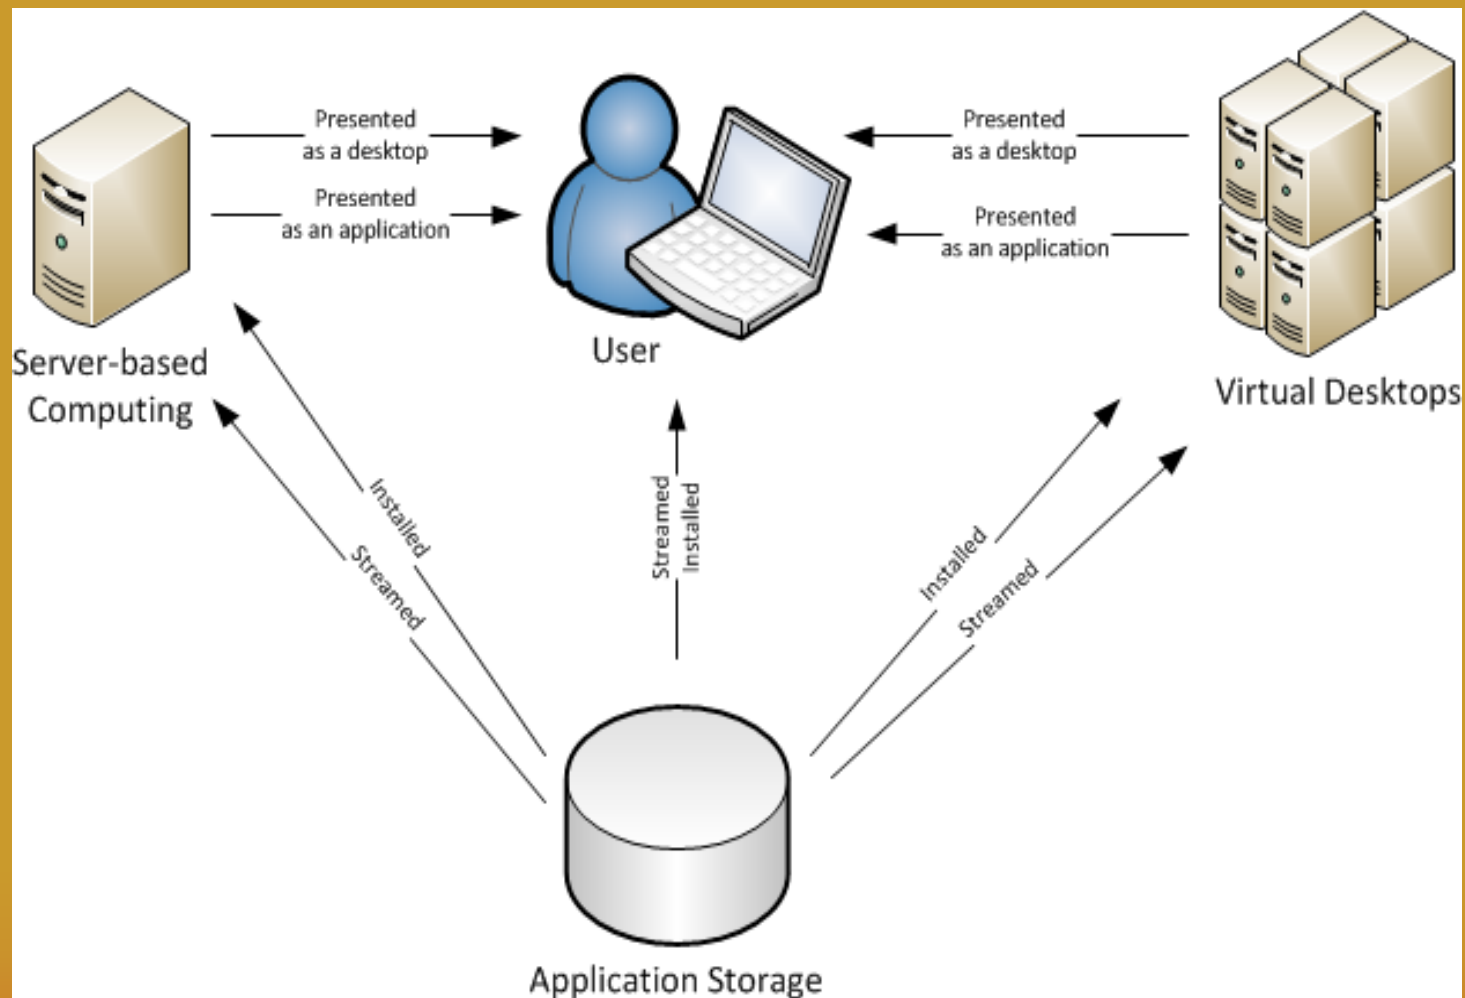 Presented
as a desktop
Presented
as an application
Presented
as a desktop
Presented
as an application
User
Server-based
Computing
Virtual Desktops
Installed
Streamed
Streamed
Installed
Installed
Streamed
Application Storage